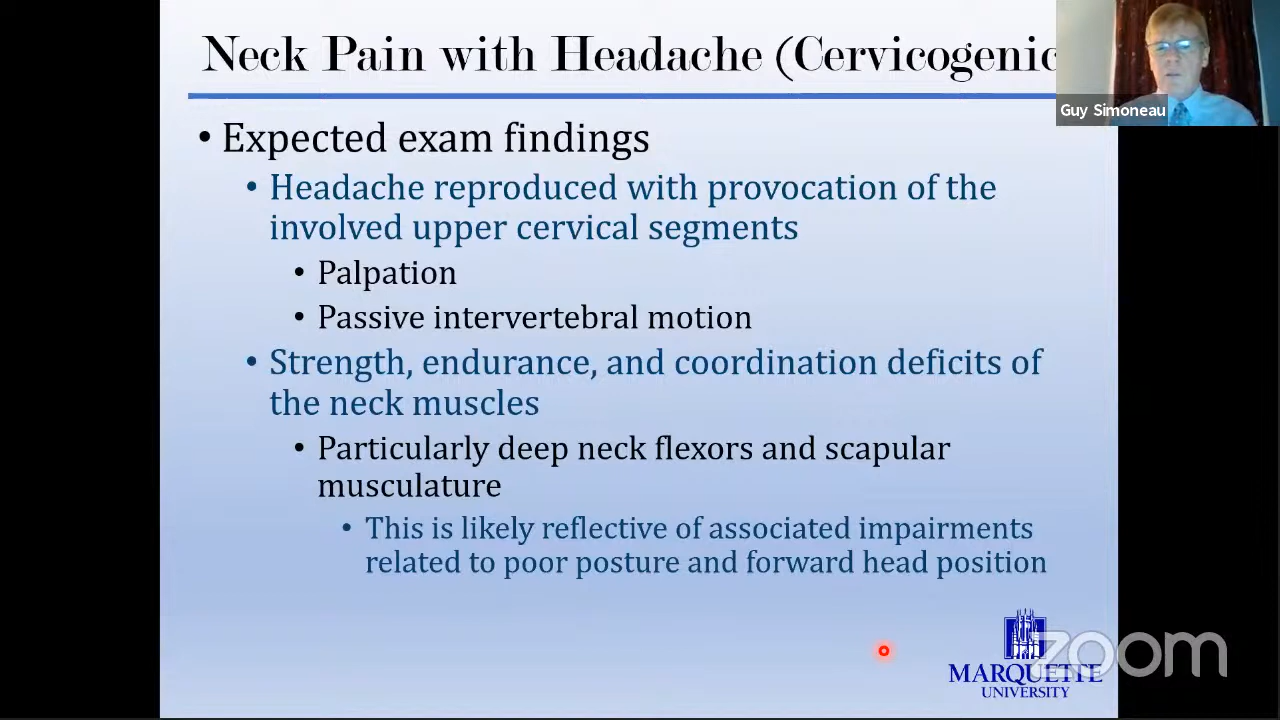 Neck Pain with Headache (Cervicogenic
Guy Simoneau
• Expected exam findings
• Headache reproduced with provocation of the
involved upper cervical segments
• Palpation
• Passive intervertebral motion
• Strength, endurance, and coordination deficits of
the neck muscles
• Particularly deep neck flexors and scapular
musculature
• This is likely reflective of associated impairments
related to poor posture and forward head position
zoom
MARQUETTE
UNIVERSITY